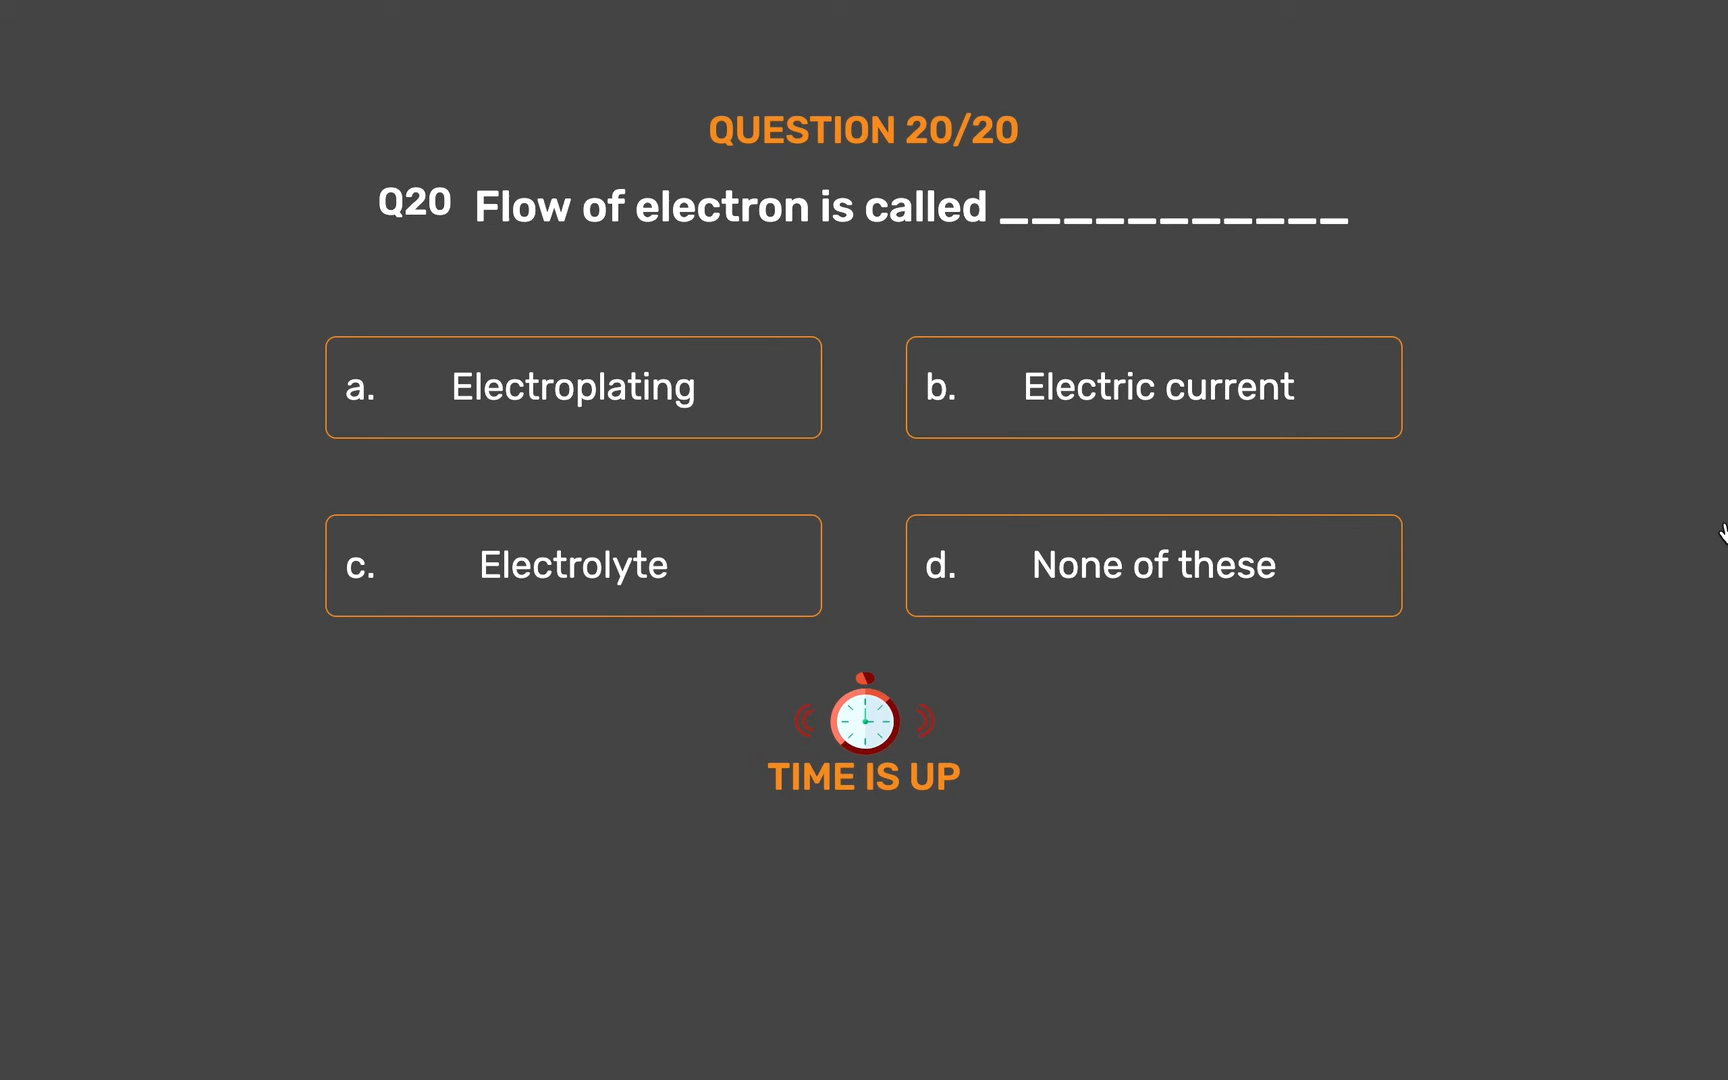 QUESTION 20/20
Q20 Flow of electron is called ___________
a. Electroplating
b. Electric current
c. Electrolyte
d. None of these
TIME IS UP